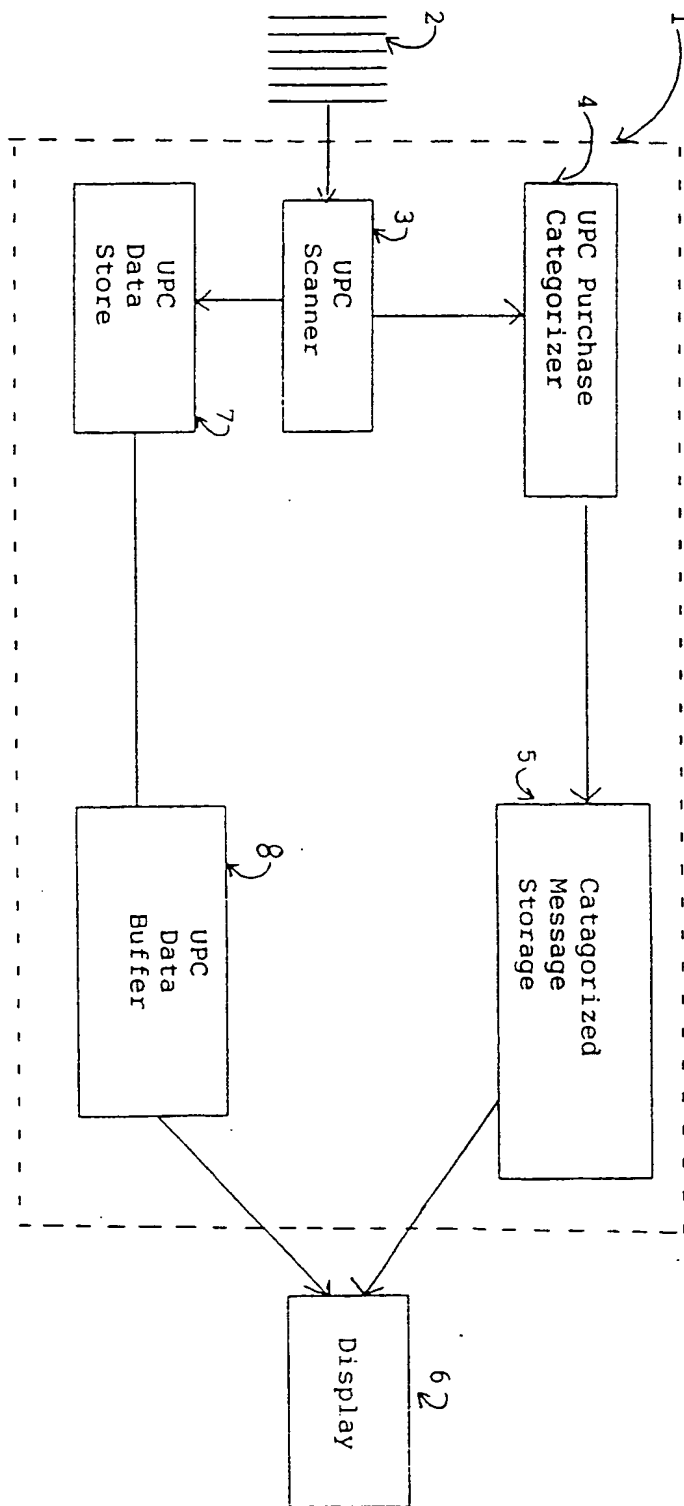 1
2
4
UPC Purchase
Categorizer
3
UPC
Scanner
UPC
Data
Store
7
5
Catagorized
Message
Storage
8
UPC
Data
Buffer
6
Display